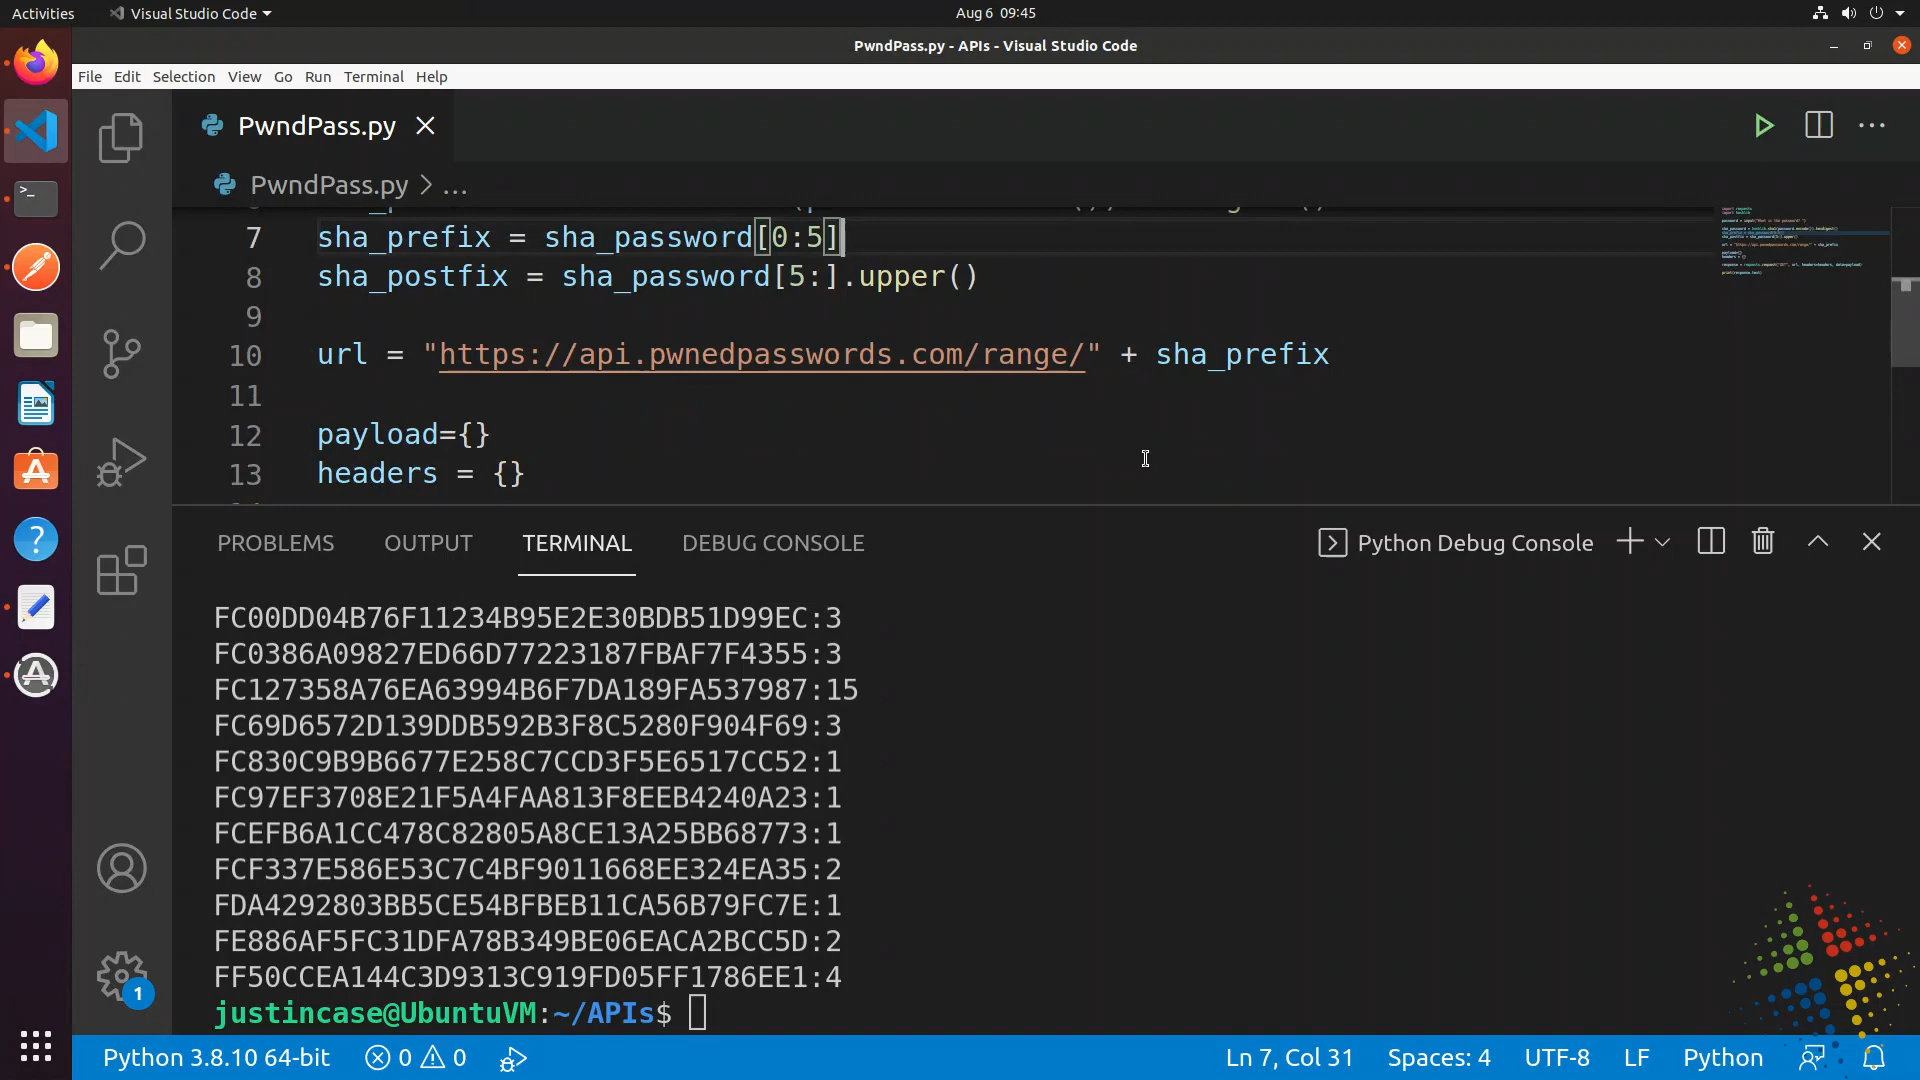 Activities
Visual Studio Code
Aug 6 09:45
PwndPass.py - APIs - Visual Studio Code
File Edit Selection View Go Run Terminal Help
PwndPass.py
PwndPass.py > ...
7 sha_prefix = sha_password[0:5]
8 sha_postfix = sha_password[5:].upper()
9
10 url = "https://api.pwnedpasswords.com/range/" + sha_prefix
11
12 payload={}
13 headers = {}
PROBLEMS OUTPUT TERMINAL DEBUG CONSOLE
Python Debug Console
FC00DD04B76F11234B95E2E30BDB51D99EC:3
FC0386A09827ED66D77223187FBAF7F4355:3
FC127358A76EA63994B6F7DA189FA537987:15
FC69D6572D139DDB592B3F8C5280F904F69:3
FC830C9B9B6677E258C7CCD3F5E6517CC52:1
FC97EF3708E21F5A4FAA813F8EEB4240A23:1
FCEFB6A1CC478C82805A8CE13A25BB68773:1
FCF337E586E53C7C4BF9011668EE324EA35:2
FDA4292803BB5CE54BFBEB11CA56B79FC7E:1
FE886AF5FC31DFA78B349BE06EACA2BCC5D:2
FF50CCEA144C3D9313C919FD05FF1786EE1:4
justincase@UbuntuVM:~/APIs$
1
Python 3.8.10 64-bit 0 0 Ln 7, Col 31 Spaces: 4 UTF-8 LF Python